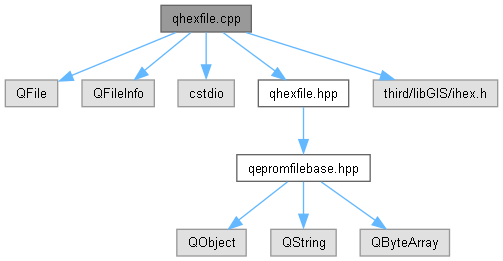 qhexfile.cpp
QFile
QFileInfo
cstdio
qhexfile.hpp
third/libGIS/ihex.h
qepromfilebase.hpp
QObject
QString
QByteArray